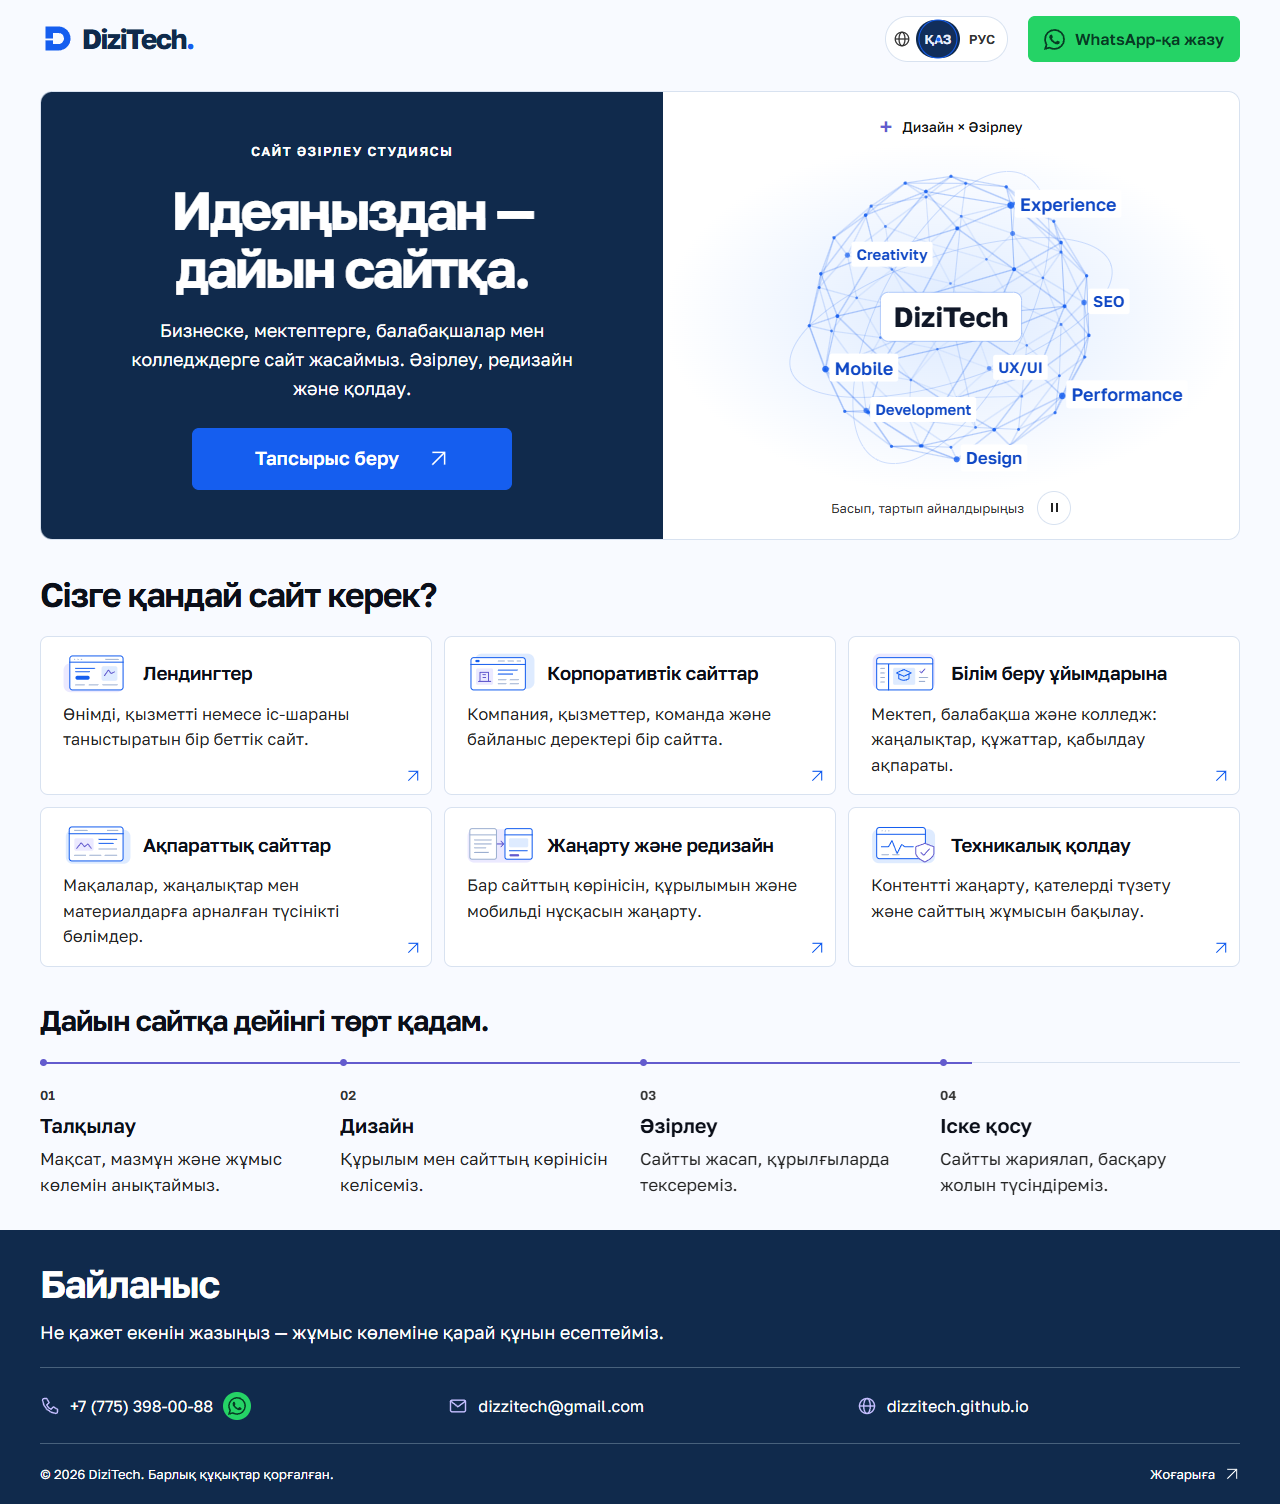 DiziTech.
ҚАЗ
РУС
WhatsApp-қа жазу
САЙТ ӘЗІРЛЕУ СТУДИЯСЫ
Идеяңыздан —
дайын сайтқа.
Бизнеске, мектептерге, балабақшалар мен
колледждерге сайт жасаймыз. Әзірлеу, редизайн
және қолдау.
Тапсырыс беру
Дизайн × Әзірлеу
Experience
Creativity
SEO
DiziTech
Mobile
UX/UI
Performance
Development
Design
Басып, тартып айналдырыңыз
Сізге қандай сайт керек?
Лендингтер
Өнімді, қызметті немесе іс-шараны
таныстыратын бір беттік сайт.
Корпоративтік сайттар
Компания, қызметтер, команда және
байланыс деректері бір сайтта.
Білім беру ұйымдарына
Мектеп, балабақша және колледж:
жаңалықтар, құжаттар, қабылдау
ақпараты.
Ақпараттық сайттар
Мақалалар, жаңалықтар мен
материалдарға арналған түсінікті
бөлімдер.
Жаңарту және редизайн
Бар сайттың көрінісін, құрылымын және
мобильді нұсқасын жаңарту.
Техникалық қолдау
Контентті жаңарту, қателерді түзету
және сайттың жұмысын бақылау.
Дайын сайтқа дейінгі төрт қадам.
01
Талқылау
Мақсат, мазмұн және жұмыс
көлемін анықтаймыз.
02
Дизайн
Құрылым мен сайттың көрінісін
келісеміз.
03
Әзірлеу
Сайтты жасап, құрылғыларда
тексереміз.
04
Іске қосу
Сайтты жариялап, басқару
жолын түсіндіреміз.
Байланыс
Не қажет екенін жазыңыз — жұмыс көлеміне қарай құнын есептейміз.
+7 (775) 398-00-88
dizzitech@gmail.com
dizzitech.github.io
© 2026 DiziTech. Барлық құқықтар қорғалған.
Жоғарыға